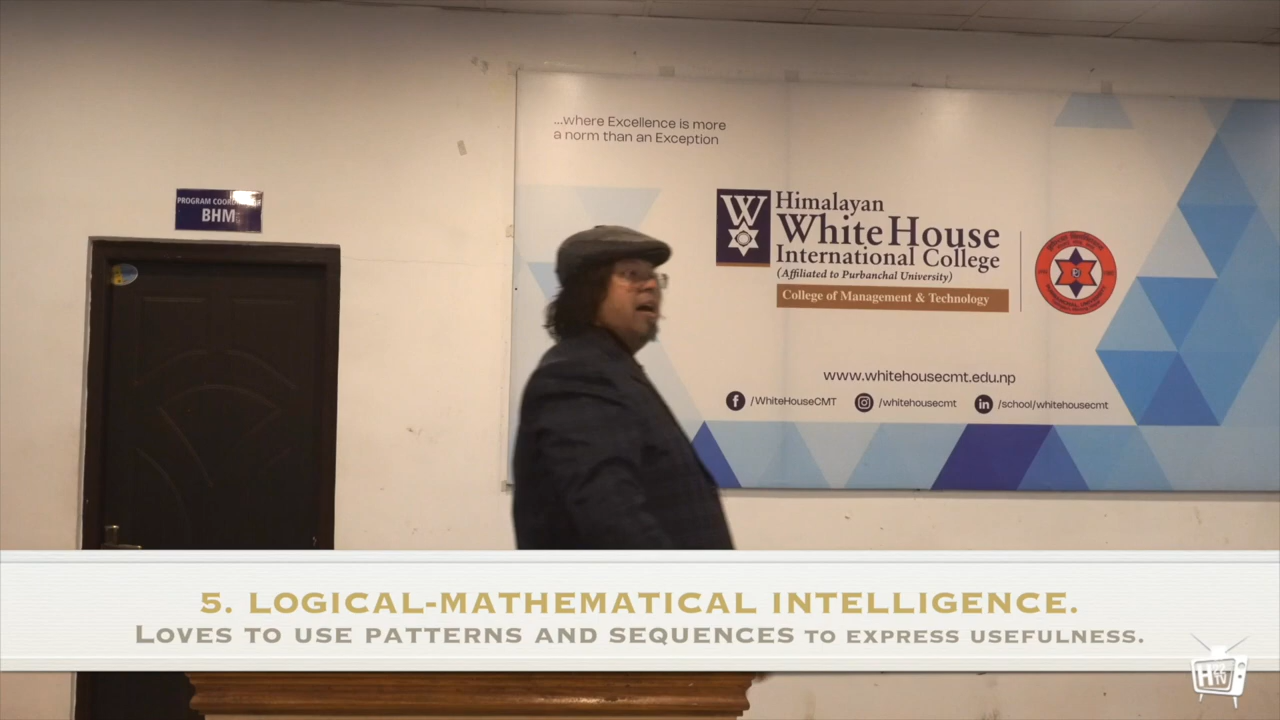 ...where Excellence is more
a norm than an Exception
PROGRAM
BHM
W
Himalayan
White House
International College
(Affiliated to Purbanchal University)
College of Management & Technology
www.whitehousecmt.edu.np
/WhiteHouseCMT
/whitehousecmt
/school/whitehousecmt
5. LOGICAL-MATHEMATICAL INTELLIGENCE.
LOVES TO USE PATTERNS AND SEQUENCES TO EXPRESS USEFULNESS.